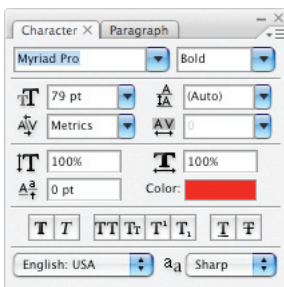 Character × Paragraph
Myriad Pro Bold
79 pt (Auto)
Metrics 0
100% 100%
0 pt Color:
T T TT Tт T¹ T₁ T T
English: USA aa Sharp